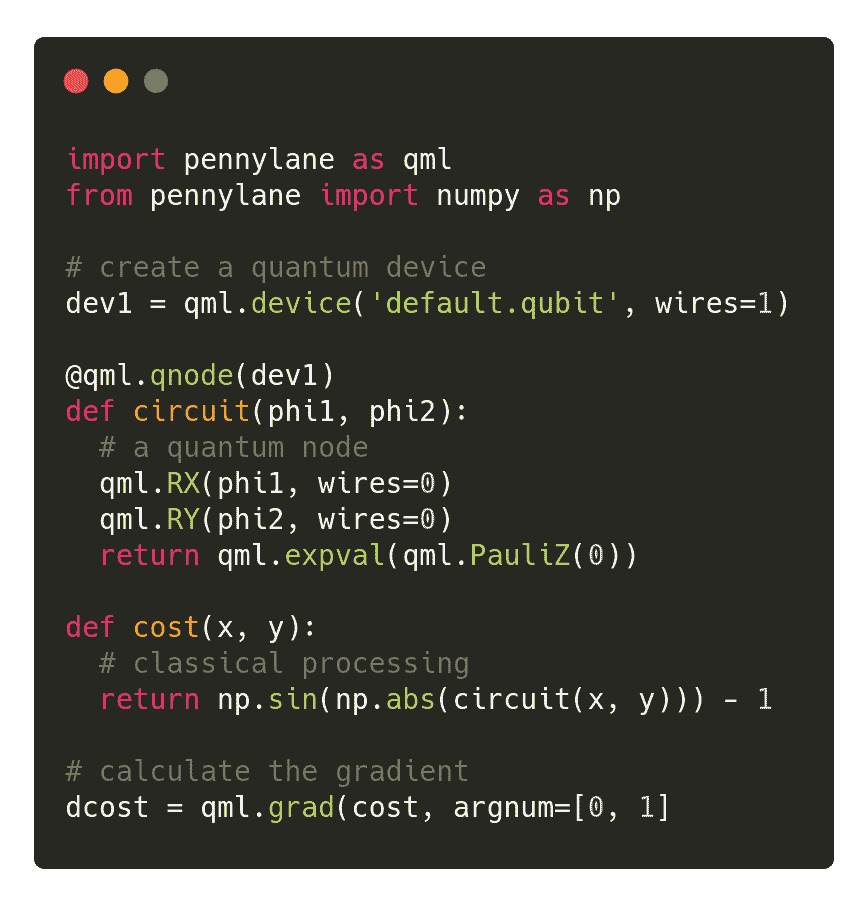 import pennylane as qml
from pennylane import numpy as np

# create a quantum device
dev1 = qml.device('default.qubit', wires=1)

@qml.qnode(dev1)
def circuit(phi1, phi2):
  # a quantum node
  qml.RX(phi1, wires=0)
  qml.RY(phi2, wires=0)
  return qml.expval(qml.PauliZ(0))

def cost(x, y):
  # classical processing
  return np.sin(np.abs(circuit(x, y))) - 1

# calculate the gradient
dcost = qml.grad(cost, argnum=[0, 1]